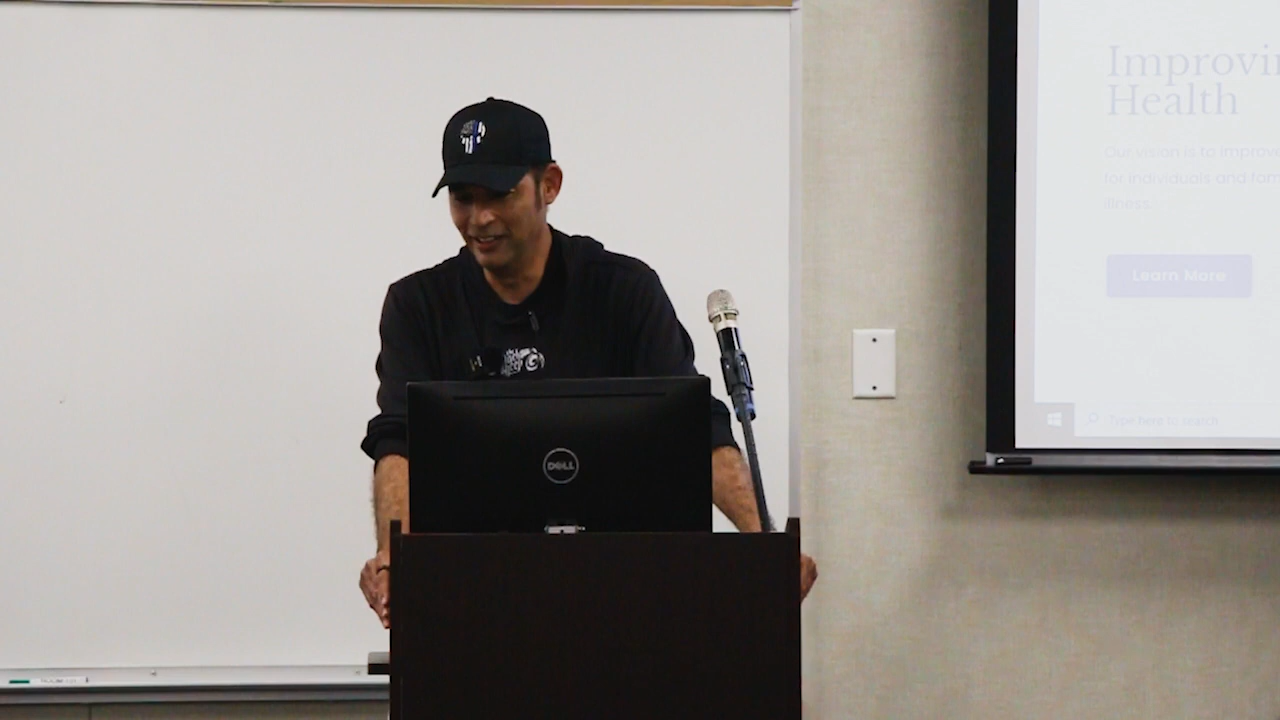 Improvin
Health
Our vision is to improve
for individuals and fam
illness.
Learn More
Type here to search
DELL